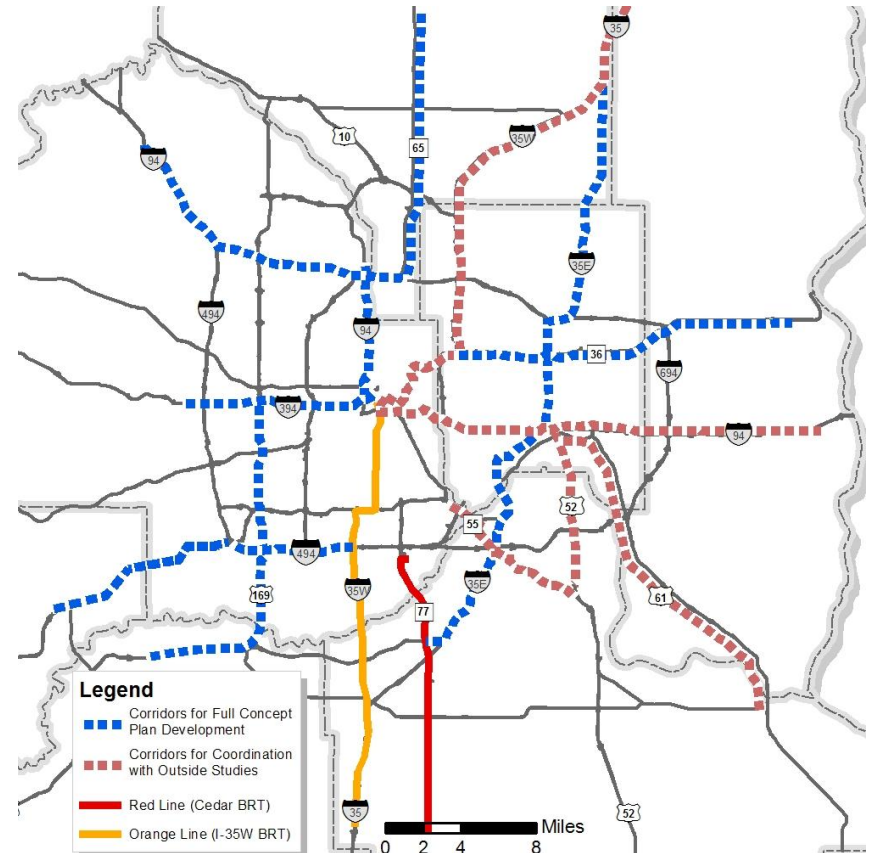 35
10
35W
65
94
35E
494
94
36
694
394
94
52
55
494
35E
35W
169
61
77
Legend
Corridors for Full Concept
Plan Development
Corridors for Coordination
with Outside Studies
Red Line (Cedar BRT)
Orange Line (I-35W BRT)
35
52
Miles
0 2 4 8